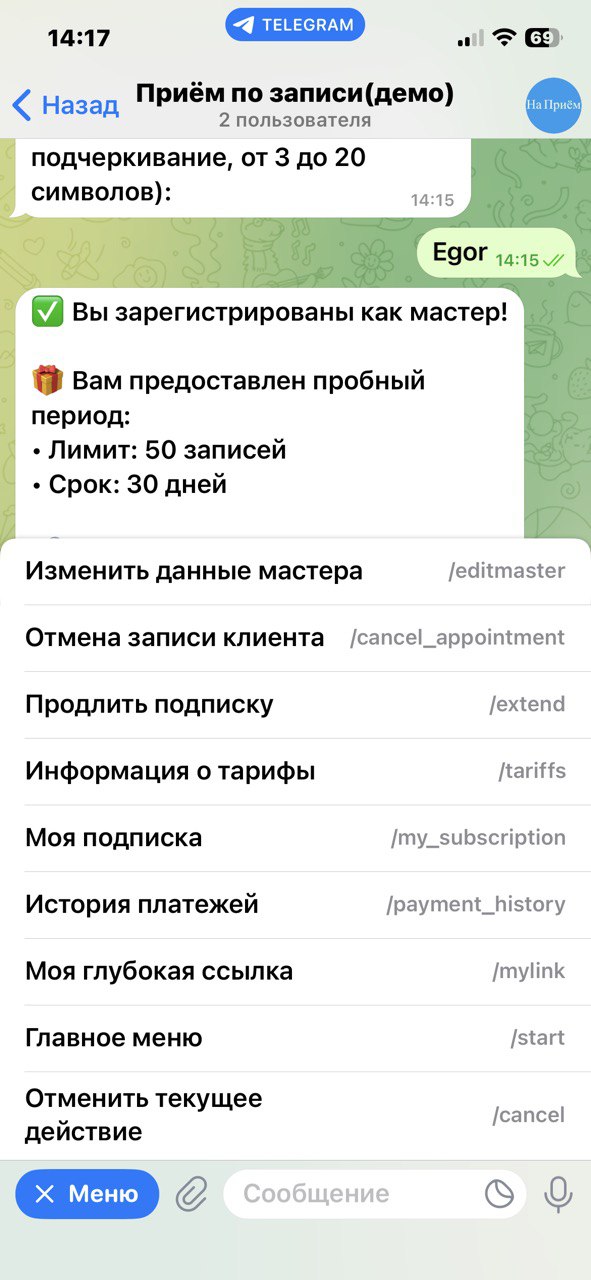 14:17
TELEGRAM
69
Назад
Приём по записи(демо)
2 пользователя
На Приём
подчеркивание, от 3 до 20
символов):
14:15
Egor
14:15
✅ Вы зарегистрированы как мастер!
🎁 Вам предоставлен пробный
период:
• Лимит: 50 записей
• Срок: 30 дней
Изменить данные мастера /editmaster
Отмена записи клиента /cancel_appointment
Продлить подписку /extend
Информация о тарифы /tariffs
Моя подписка /my_subscription
История платежей /payment_history
Моя глубокая ссылка /mylink
Главное меню /start
Отменить текущее
действие
/cancel
Меню
Сообщение